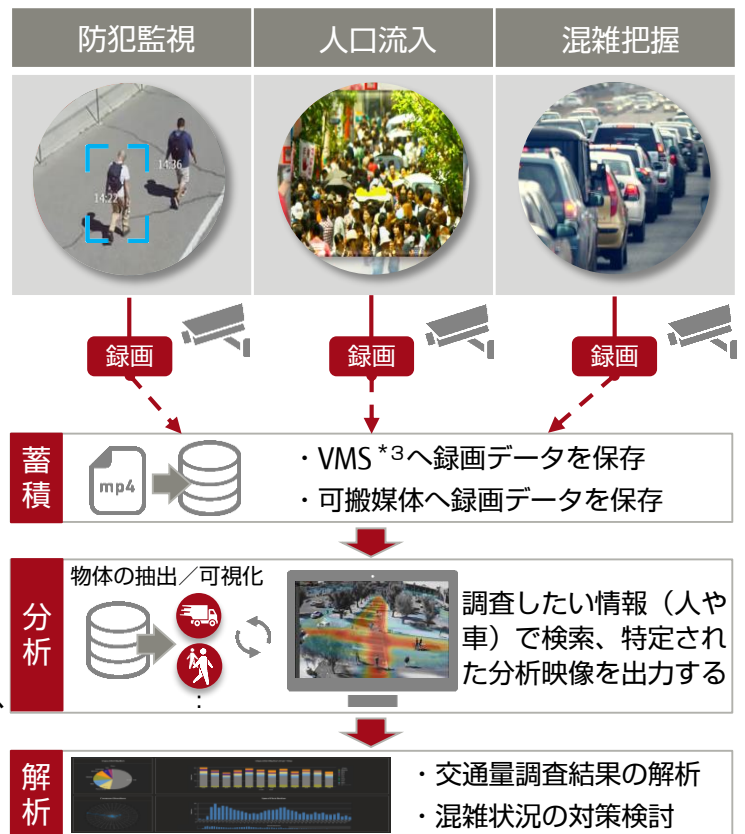 防犯監視
人口流入
混雑把握
14:36
14:22
録画
録画
録画
蓄積
mp4
・VMS*3へ録画データを保存
・可搬媒体へ録画データを保存
分析
物体の抽出／可視化
：
調査したい情報（人や
車）で検索、特定され
た分析映像を出力する
解析
・交通量調査結果の解析
・混雑状況の対策検討